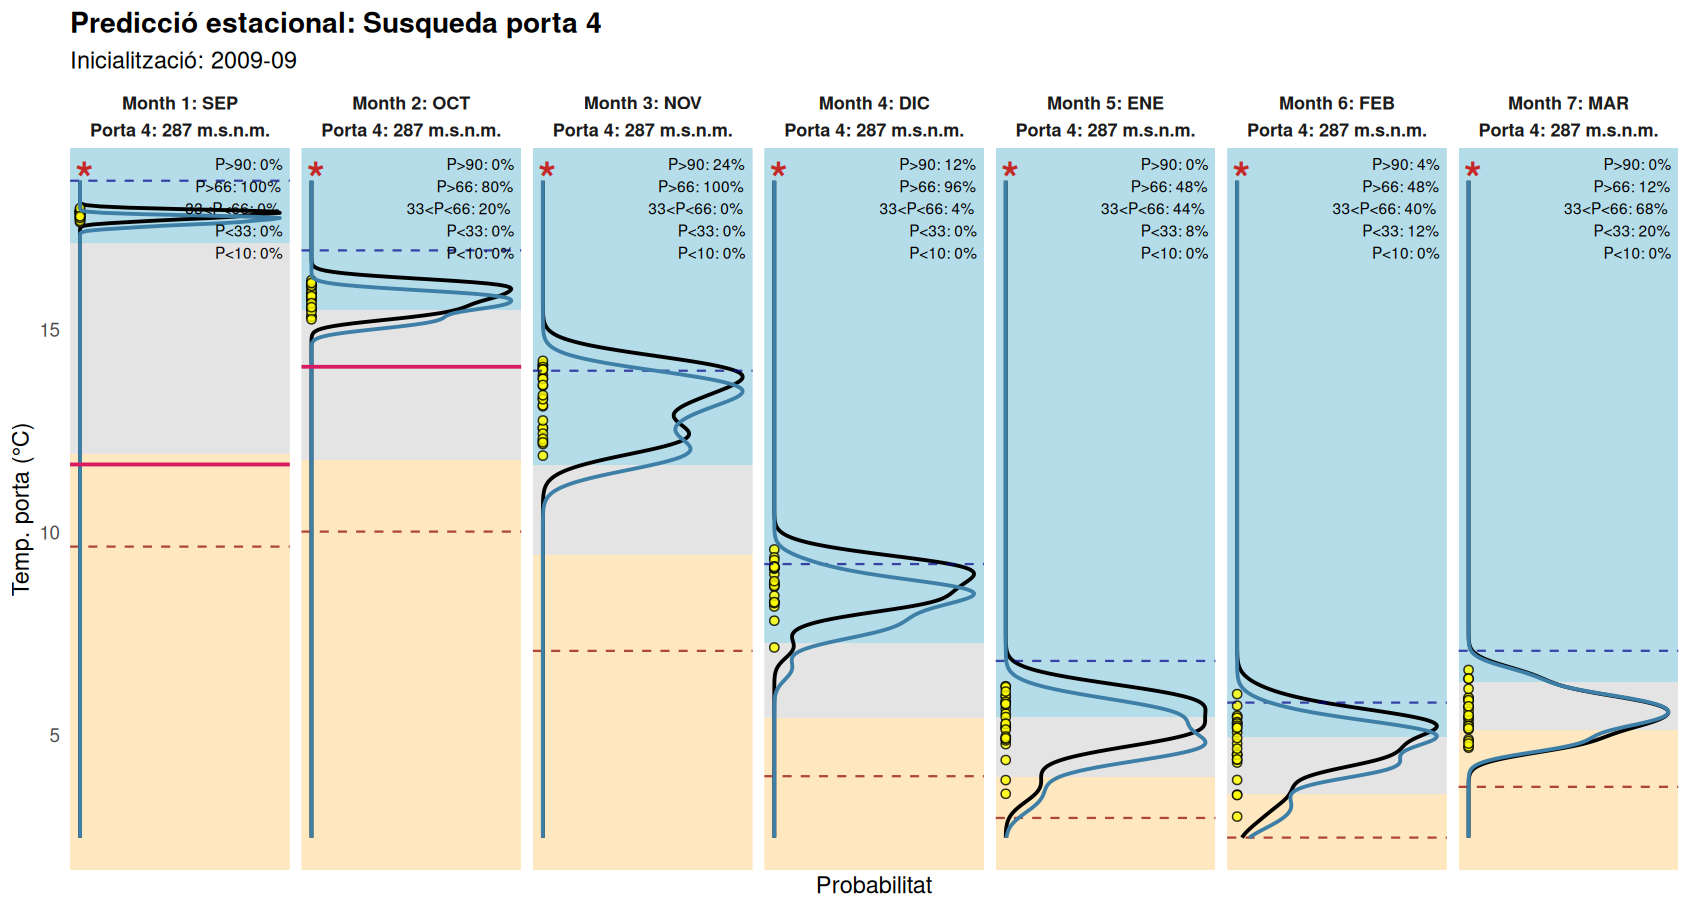 Predicció estacional: Susqueda porta 4
Inicialització: 2009-09
Month 1: SEP
Porta 4: 287 m.s.n.m.
Month 2: OCT
Porta 4: 287 m.s.n.m.
Month 3: NOV
Porta 4: 287 m.s.n.m.
Month 4: DIC
Porta 4: 287 m.s.n.m.
Month 5: ENE
Porta 4: 287 m.s.n.m.
Month 6: FEB
Porta 4: 287 m.s.n.m.
Month 7: MAR
Porta 4: 287 m.s.n.m.
*
P>90: 0%
P>66: 100%
33<P<66: 0%
P<33: 0%
P<10: 0%
*
P>90: 0%
P>66: 80%
33<P<66: 20%
P<33: 0%
P<10: 0%
*
P>90: 24%
P>66: 100%
33<P<66: 0%
P<33: 0%
P<10: 0%
*
P>90: 12%
P>66: 96%
33<P<66: 4%
P<33: 0%
P<10: 0%
*
P>90: 0%
P>66: 48%
33<P<66: 44%
P<33: 8%
P<10: 0%
*
P>90: 4%
P>66: 48%
33<P<66: 40%
P<33: 12%
P<10: 0%
*
P>90: 0%
P>66: 12%
33<P<66: 68%
P<33: 20%
P<10: 0%
15
10
5
Temp. porta (°C)
Probabilitat